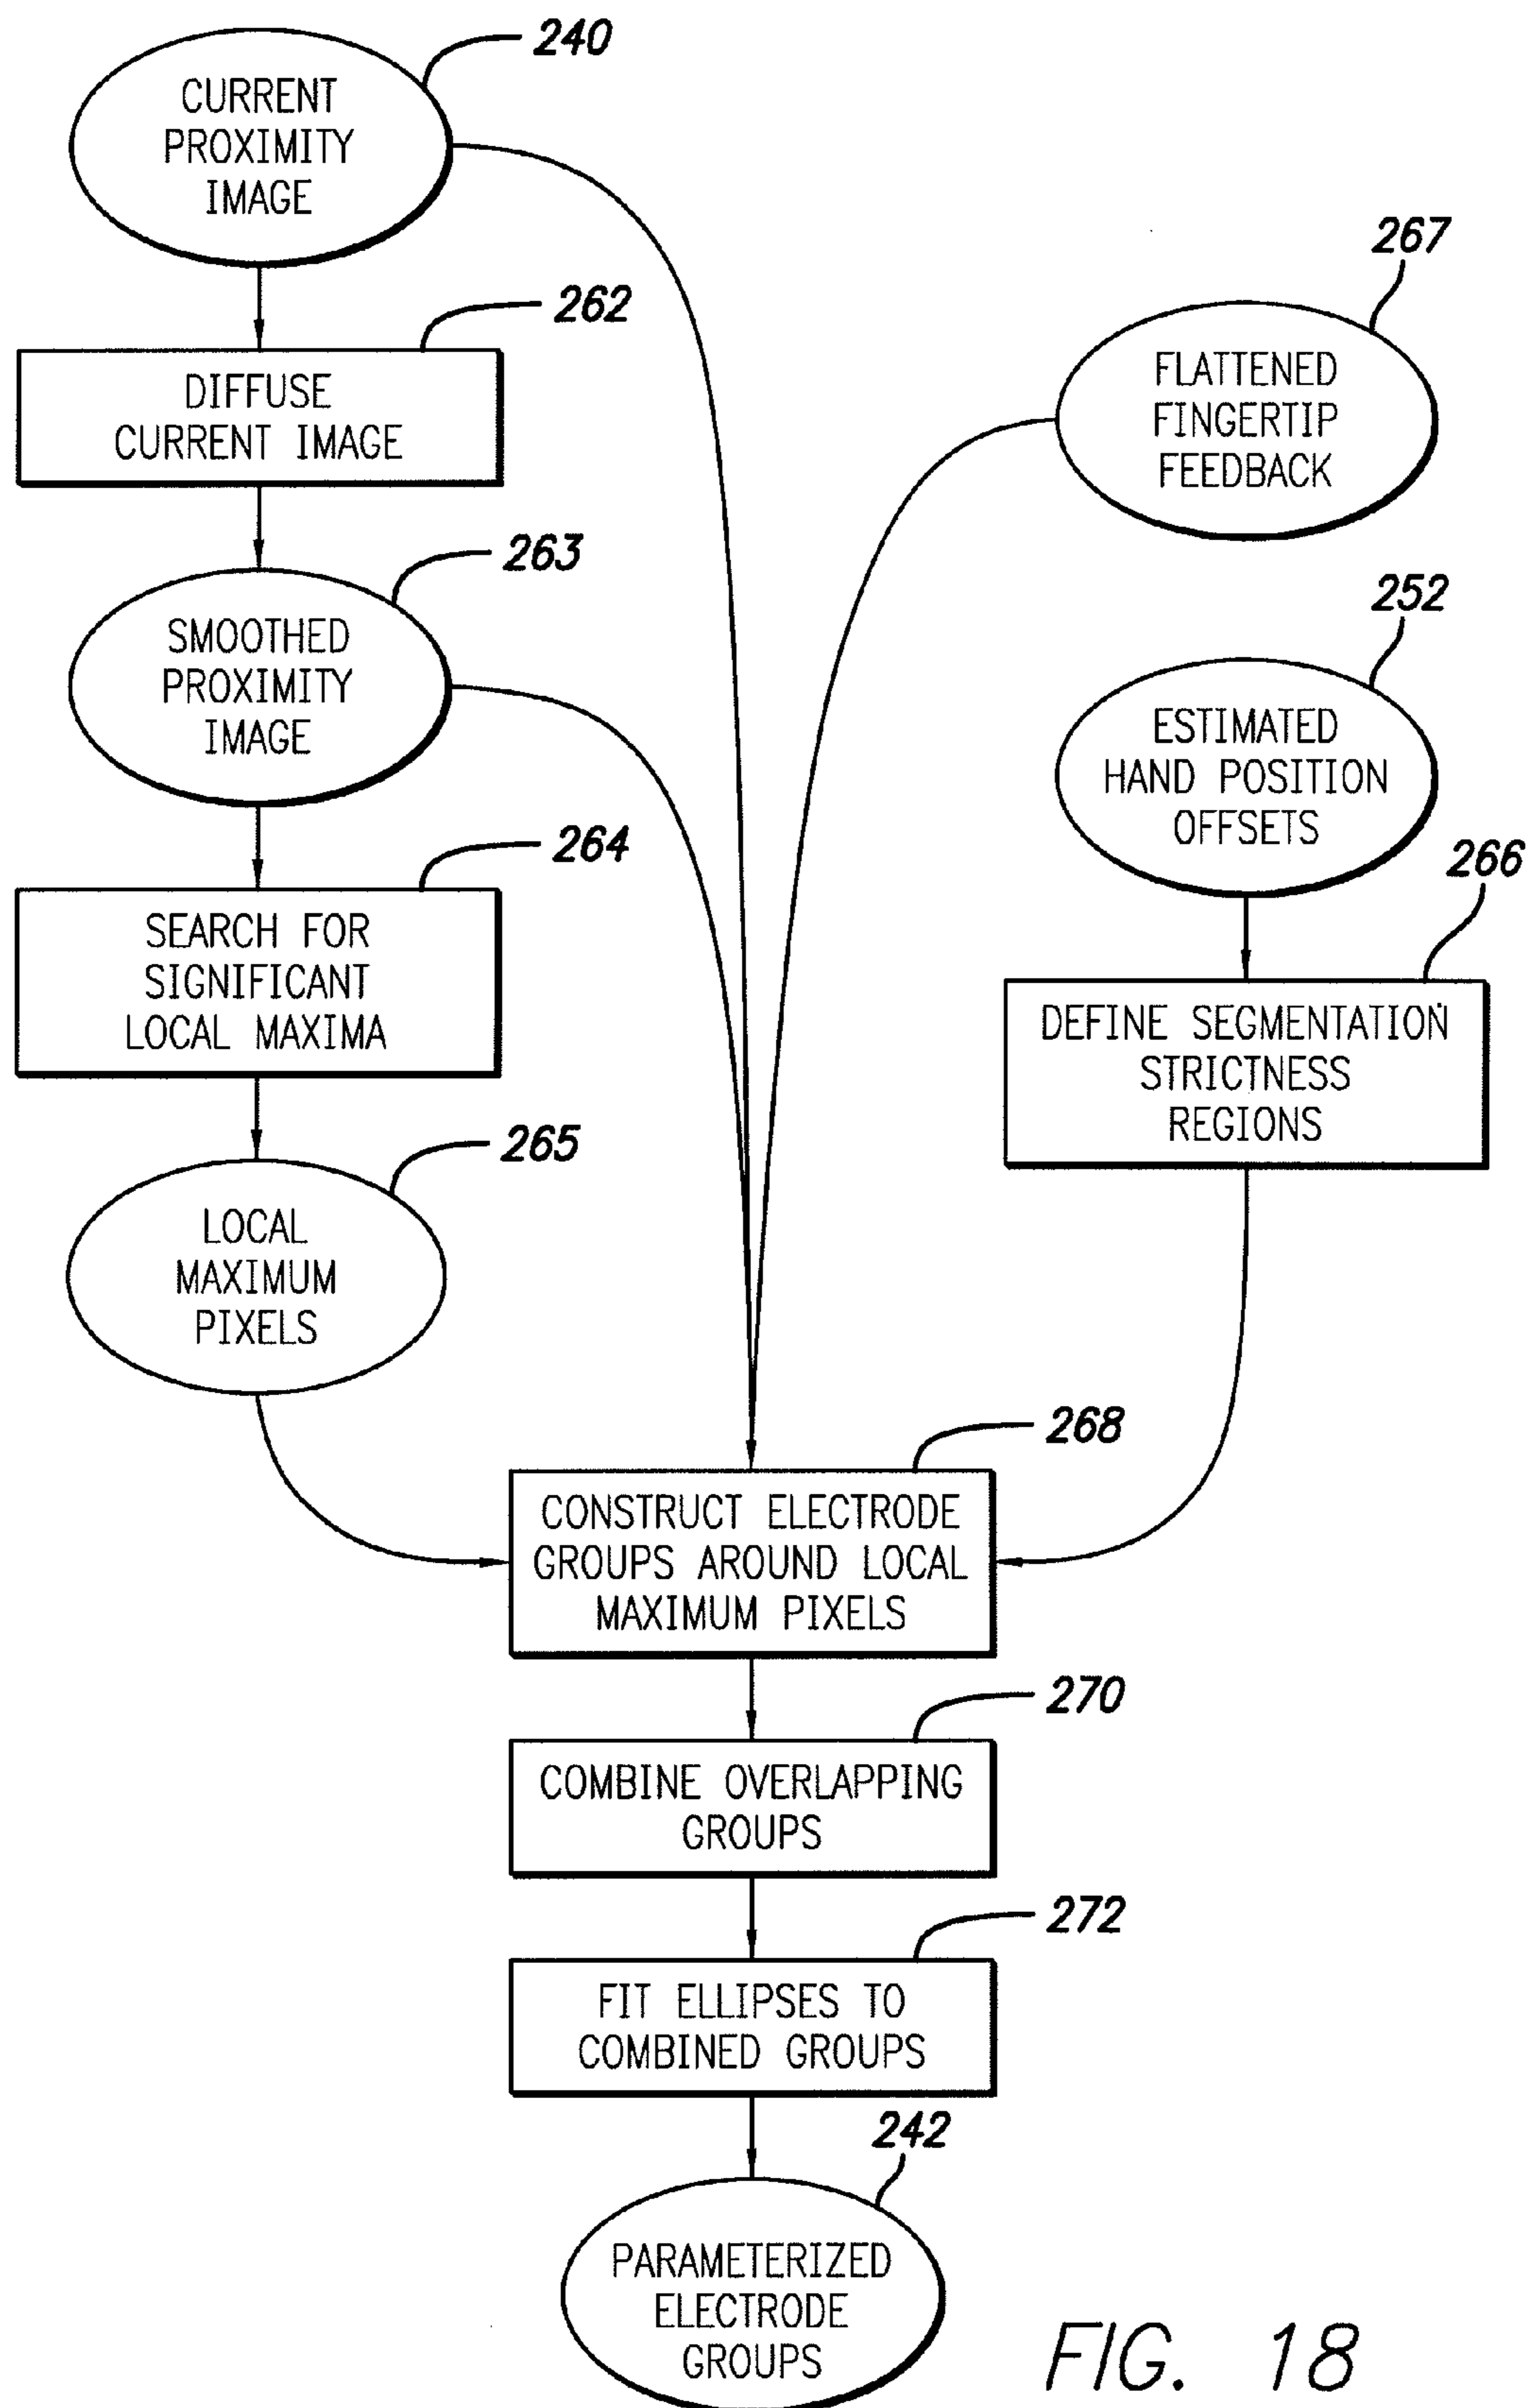 240
CURRENT
PROXIMITY
IMAGE
262
DIFFUSE
CURRENT IMAGE
267
FLATTENED
FINGERTIP
FEEDBACK
263
SMOOTHED
PROXIMITY
IMAGE
252
ESTIMATED
HAND POSITION
OFFSETS
264
SEARCH FOR
SIGNIFICANT
LOCAL MAXIMA
266
DEFINE SEGMENTATION
STRICTNESS
REGIONS
265
LOCAL
MAXIMUM
PIXELS
268
CONSTRUCT ELECTRODE
GROUPS AROUND LOCAL
MAXIMUM PIXELS
270
COMBINE OVERLAPPING
GROUPS
272
FIT ELLIPSES TO
COMBINED GROUPS
242
PARAMETERIZED
ELECTRODE
GROUPS
FIG. 18